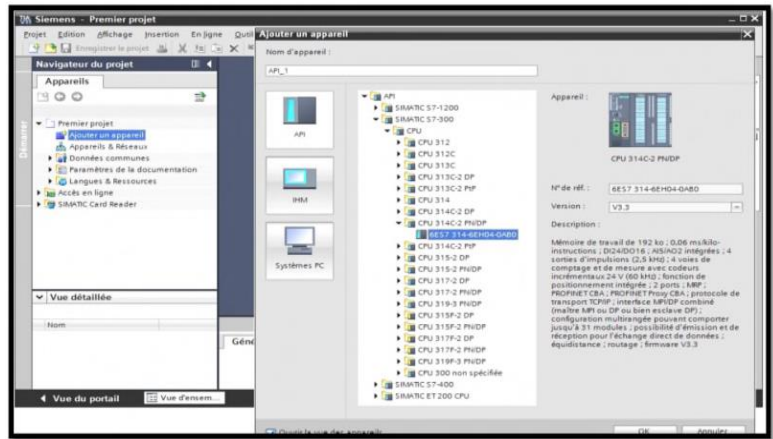 Siemens - Premier projet
Projet Edition Affichage Insertion En ligne Outil
Enregistrer le projet
Navigateur du projet
Appareils
Démarrer
Premier projet
Ajouter un appareil
Appareils & Réseaux
Données communes
Paramètres de la documentation
Langues & Ressources
Accès en ligne
SIMATIC Card Reader
Vue détaillée
Nom
Géné
Vue du portail
Vue d'ensem...
Ajouter un appareil
Nom d'appareil :
API_1
API
IHM
Systèmes PC
API
SIMATIC S7-1200
SIMATIC S7-300
CPU
CPU 312
CPU 312C
CPU 313C
CPU 313C-2 DP
CPU 313C-2 PtP
CPU 314
CPU 314C-2 DP
CPU 314C-2 PN/DP
6ES7 314-6EH04-0AB0
CPU 314C-2 PtP
CPU 315-2 DP
CPU 315-2 PN/DP
CPU 317-2 DP
CPU 317-2 PN/DP
CPU 319-3 PN/DP
CPU 315F-2 DP
CPU 315F-2 PN/DP
CPU 317F-2 DP
CPU 317F-2 PN/DP
CPU 319F-3 PN/DP
CPU 300 non spécifiée
SIMATIC S7-400
SIMATIC ET 200 CPU
Appareil :
CPU 314C-2 PN/DP
N° de réf. :
6ES7 314-6EH04-0AB0
Version :
V3.3
Description :
Mémoire de travail de 192 ko ; 0,06 ms/kilo-
instructions ; DI24/DO16 ; AI5/AO2 intégrées ; 4
sorties d'impulsions (2,5 kHz) ; 4 voies de
comptage et de mesure avec codeurs
incrémentaux 24 V (60 kHz) ; fonction de
positionnement intégrée ; 2 ports ; MRP ;
PROFINET CBA ; PROFINET Proxy CBA ; protocole de
transport TCP/IP ; interface MPI/DP combiné
(maître MPI ou DP ou bien esclave DP) ;
configuration multirangée pouvant comporter
jusqu'à 31 modules ; possibilité d'émission et de
réception pour l'échange direct de données ;
équidistance ; routage ; firmware V3.3
Ouvrir la vue des appareils
OK
Annuler